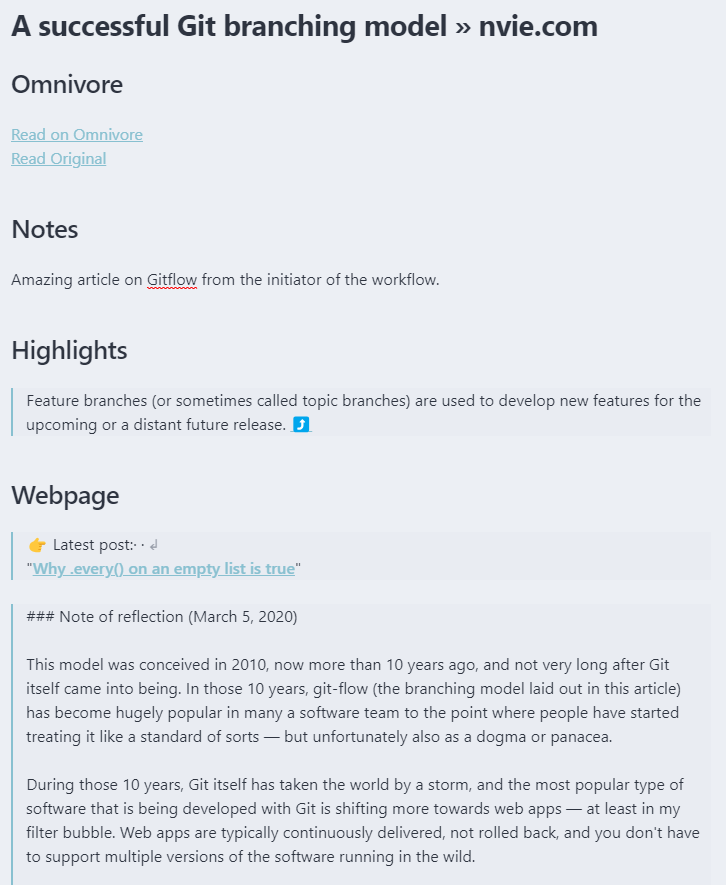 A successful Git branching model » nvie.com
Omnivore
Read on Omnivore
Read Original
Notes
Amazing article on Gitflow from the initiator of the workflow.
Highlights
Feature branches (or sometimes called topic branches) are used to develop new features for the
upcoming or a distant future release. ⤴️
Webpage
👉 Latest post:·· ↲
"Why .every() on an empty list is true"
### Note of reflection (March 5, 2020)
This model was conceived in 2010, now more than 10 years ago, and not very long after Git
itself came into being. In those 10 years, git-flow (the branching model laid out in this article)
has become hugely popular in many a software team to the point where people have started
treating it like a standard of sorts — but unfortunately also as a dogma or panacea.
During those 10 years, Git itself has taken the world by a storm, and the most popular type of
software that is being developed with Git is shifting more towards web apps — at least in my
filter bubble. Web apps are typically continuously delivered, not rolled back, and you don't have
to support multiple versions of the software running in the wild.